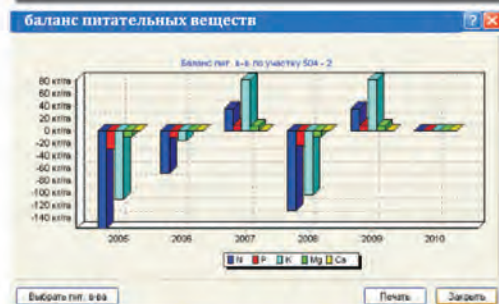 баланс питательных веществ
Баланс пит. в-в по участку 504 - 2
80 кг/га
60 кг/га
40 кг/га
20 кг/га
0 кг/га
-20 кг/га
-40 кг/га
-60 кг/га
-80 кг/га
-100 кг/га
-120 кг/га
-140 кг/га
2005 2006 2007 2008 2009 2010
N P K Mg Ca
Выбрать пит. в-ва Печать Закрыть